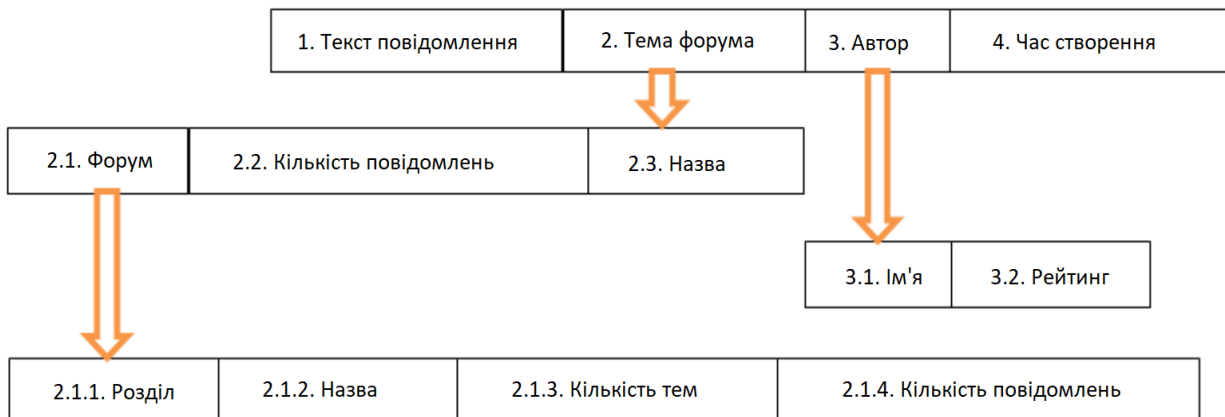 1. Текст повідомлення 2. Тема форума 3. Автор 4. Час створення
2.1. Форум 2.2. Кількість повідомлень 2.3. Назва
3.1. Ім'я 3.2. Рейтинг
2.1.1. Розділ 2.1.2. Назва 2.1.3. Кількість тем 2.1.4. Кількість повідомлень